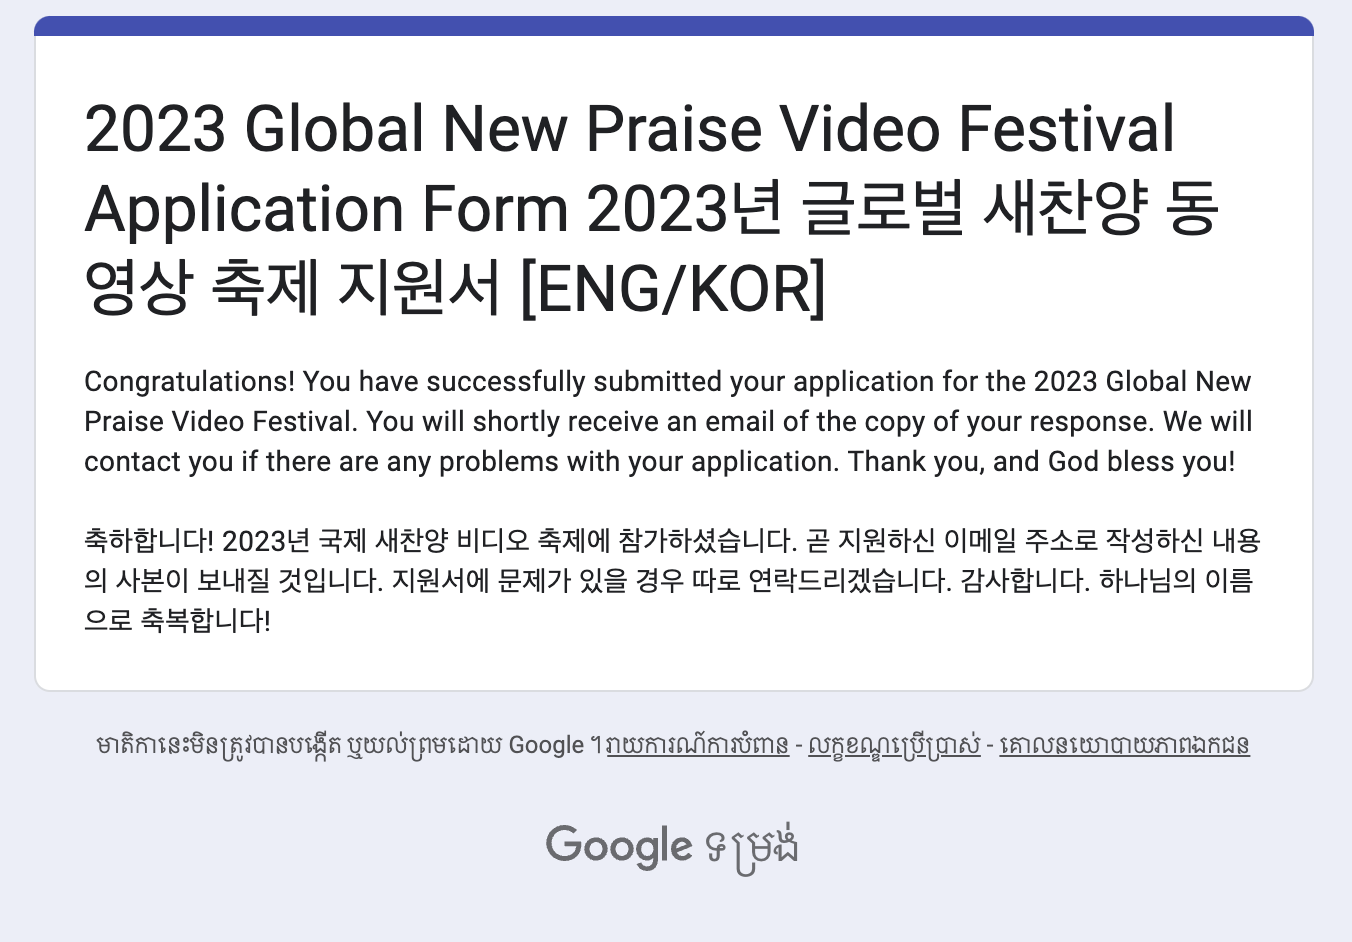 2023 Global New Praise Video Festival
Application Form 2023년 글로벌 새찬양 동
영상 축제 지원서 [ENG/KOR]
Congratulations! You have successfully submitted your application for the 2023 Global New
Praise Video Festival. You will shortly receive an email of the copy of your response. We will
contact you if there are any problems with your application. Thank you, and God bless you!
축하합니다! 2023년 국제 새찬양 비디오 축제에 참가하셨습니다. 곧 지원하신 이메일 주소로 작성하신 내용
의 사본이 보내질 것입니다. 지원서에 문제가 있을 경우 따로 연락드리겠습니다. 감사합니다. 하나님의 이름
으로 축복합니다!
មាតិកានេះមិនត្រូវបានបង្កើត ឬយល់ព្រមដោយ Google ។ រាយការណ៍ការបំពាន - លក្ខខណ្ឌប្រើប្រាស់ - គោលនយោបាយភាពឯកជន
Google ទម្រង់